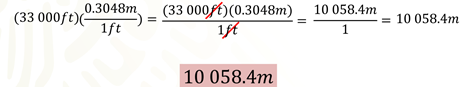 (33 000ft)(0.3048m/1ft) = (33 000ft)(0.3048m)/1ft = 10 058.4m/1 = 10 058.4m
10 058.4m